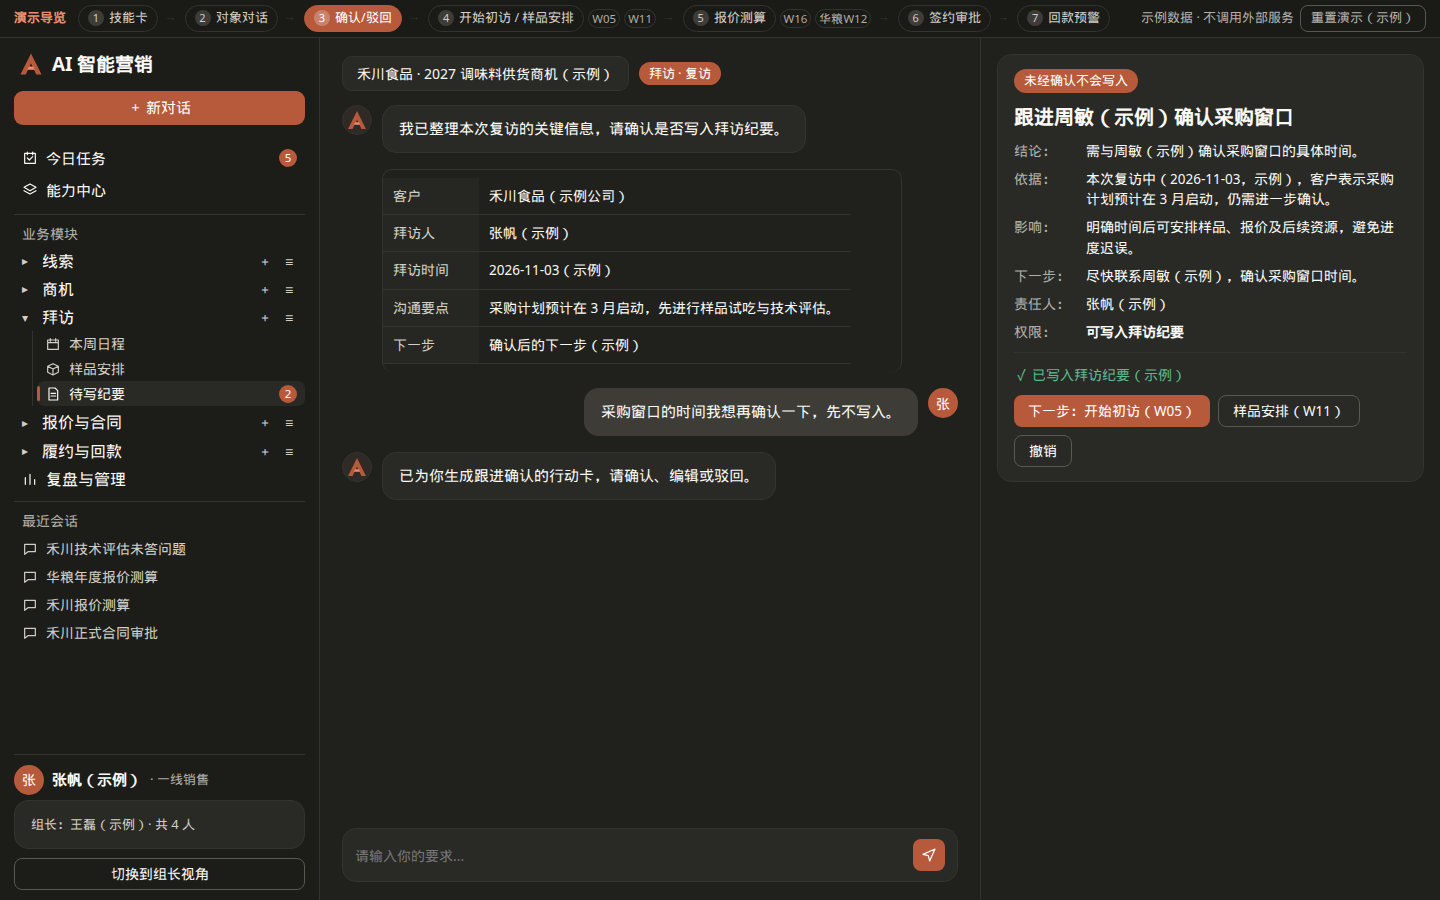 演示导览
1 技能卡
2 对象对话
3 确认/驳回
4 开始初访 / 样品安排
W05
W11
5 报价测算
W16
华粮W12
6 签约审批
7 回款预警
示例数据 · 不调用外部服务
重置演示（示例）
AI 智能营销
+ 新对话
今日任务 5
能力中心
业务模块
线索
商机
拜访
本周日程
样品安排
待写纪要 2
报价与合同
履约与回款
复盘与管理
最近会话
禾川技术评估未答问题
华粮年度报价测算
禾川报价测算
禾川正式合同审批
张 张帆（示例） · 一线销售
组长：王磊（示例）· 共 4 人
切换到组长视角
禾川食品 · 2027 调味料供货商机（示例）
拜访 · 复访
我已整理本次复访的关键信息，请确认是否写入拜访纪要。
客户 禾川食品（示例公司）
拜访人 张帆（示例）
拜访时间 2026-11-03（示例）
沟通要点 采购计划预计在 3 月启动，先进行样品试吃与技术评估。
下一步 确认后的下一步（示例）
采购窗口的时间我想再确认一下，先不写入。
张
已为你生成跟进确认的行动卡，请确认、编辑或驳回。
请输入你的要求...
未经确认不会写入
跟进周敏（示例）确认采购窗口
结论： 需与周敏（示例）确认采购窗口的具体时间。
依据： 本次复访中（2026-11-03，示例），客户表示采购
计划预计在 3 月启动，仍需进一步确认。
影响： 明确时间后可安排样品、报价及后续资源，避免进
度迟误。
下一步： 尽快联系周敏（示例），确认采购窗口时间。
责任人： 张帆（示例）
权限： 可写入拜访纪要
✓ 已写入拜访纪要（示例）
下一步：开始初访（W05）
样品安排（W11）
撤销